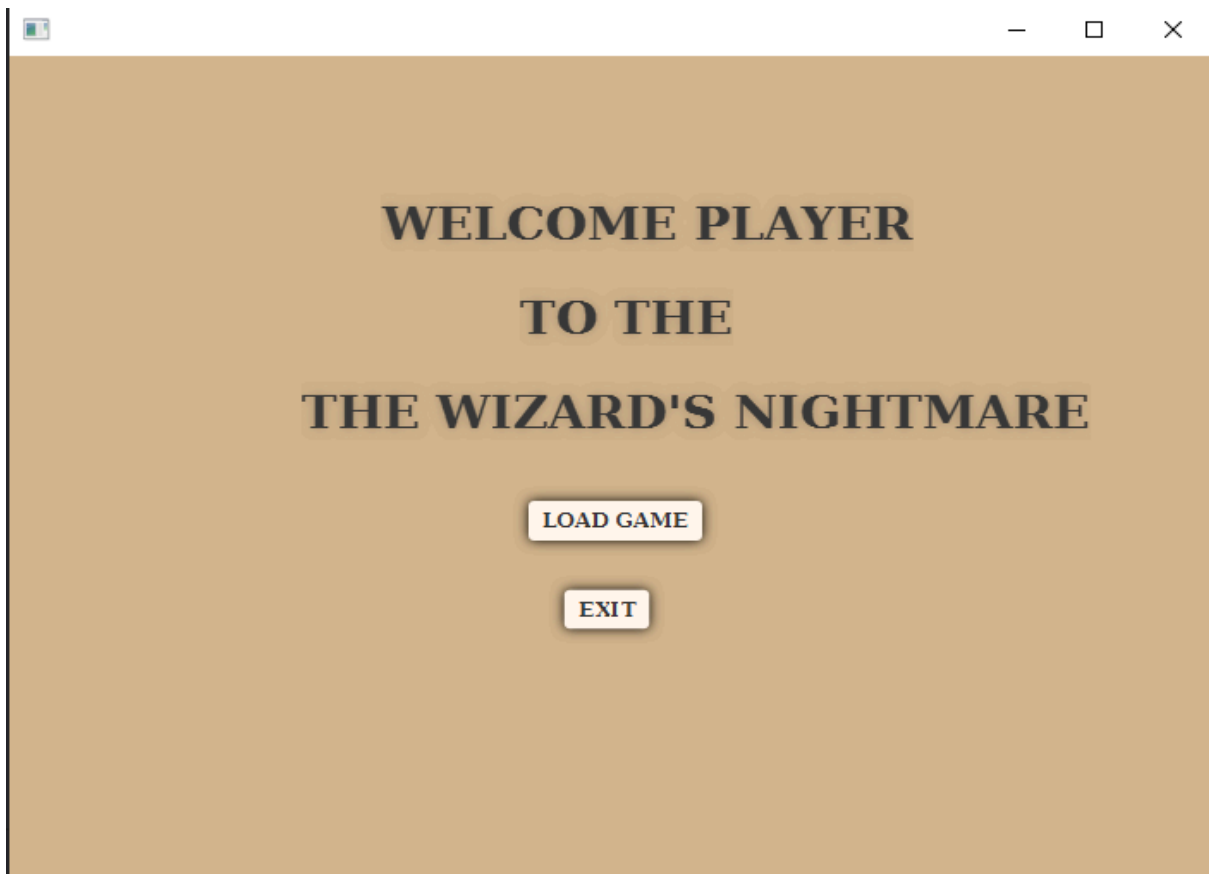 WELCOME PLAYER
TO THE
THE WIZARD'S NIGHTMARE
LOAD GAME
EXIT